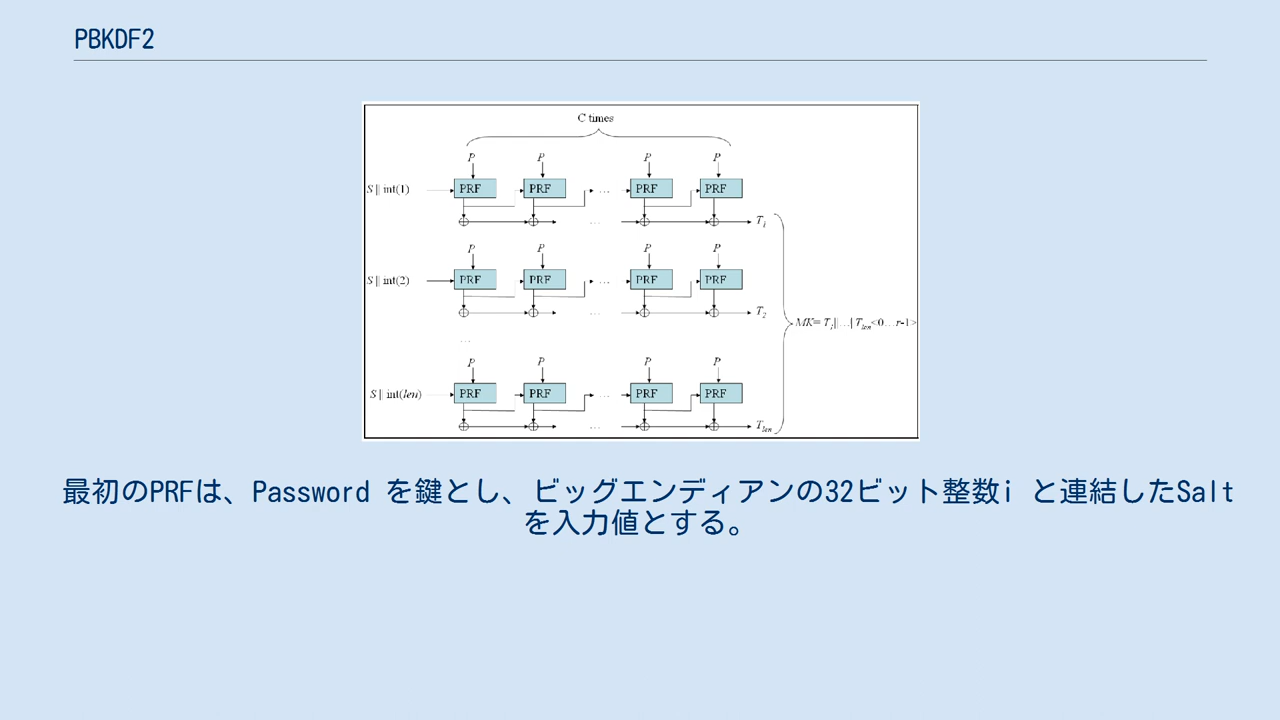 PBKDF2
C times
P P P P
S || int(1) PRF PRF ... PRF PRF
... T1
P P P P
S || int(2) PRF PRF ... PRF PRF
... T2
...
P P P P
S || int(len) PRF PRF ... PRF PRF
... Tlen
MK= T1||...| Tlen<0...r-1>
最初のPRFは、Password を鍵とし、ビッグエンディアンの32ビット整数i と連結したSalt
を入力値とする。